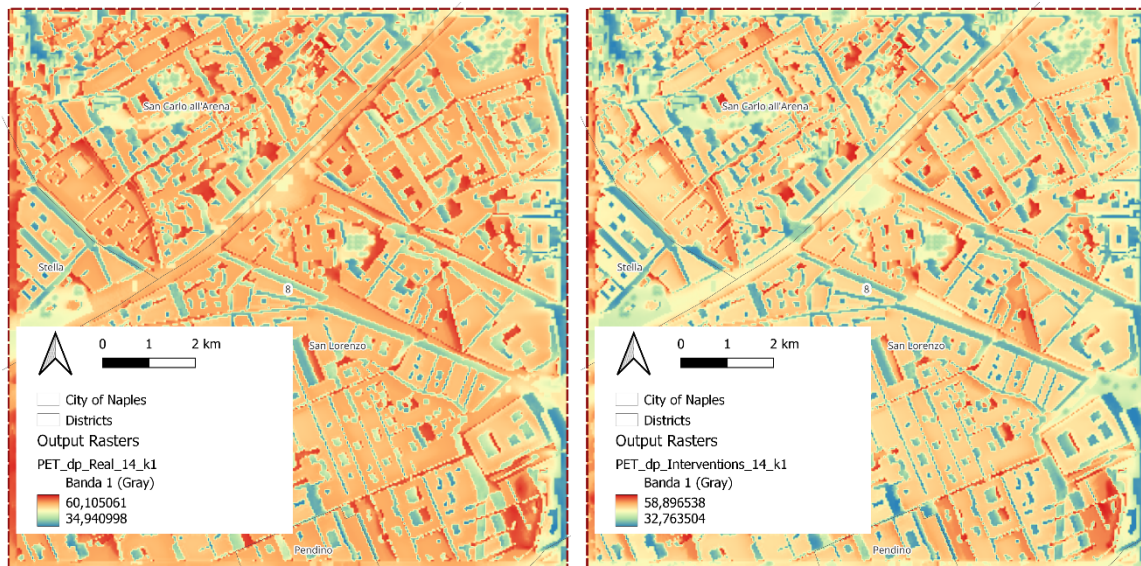 San Carlo all'Arena
Stella
8
San Lorenzo
0 1 2 km
City of Naples
Districts
Output Rasters
PET_dp_Real_14_k1
Banda 1 (Gray)
60,105061
34,940998
Pendino
San Carlo all'Arena
Stella
8
San Lorenzo
0 1 2 km
City of Naples
Districts
Output Rasters
PET_dp_Interventions_14_k1
Banda 1 (Gray)
58,896538
32,763504
Pendino